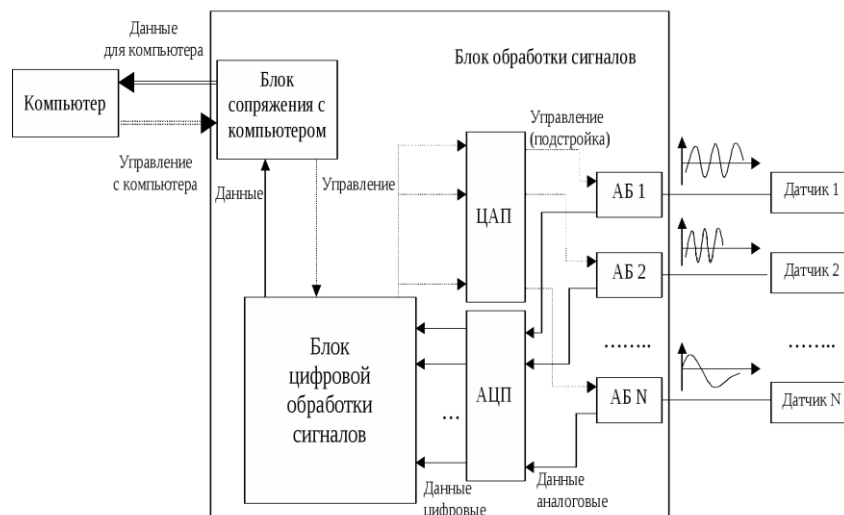 Данные
для компьютера
Компьютер
Управление
с компьютера
Блок
сопряжения с
компьютером
Данные
Управление
Блок обработки сигналов
Управление
(подстройка)
ЦАП
АБ 1
Датчик 1
АБ 2
Датчик 2
……..
……..
АБ N
Датчик N
Блок
цифровой
обработки
сигналов
АЦП
…
Данные
цифровые
Данные
аналоговые